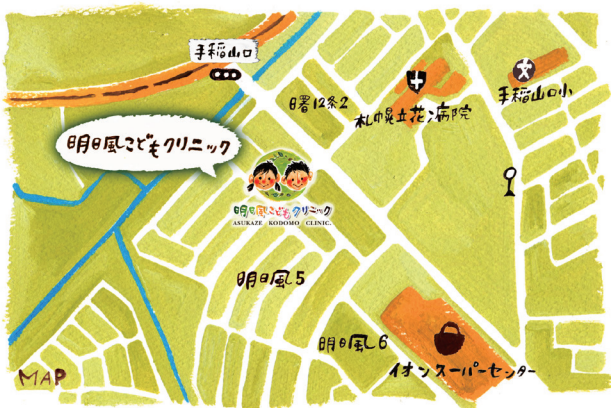 手稲山口
曙12条2
札幌立花病院
手稲山口小
明日風こどもクリニック
明日風こどもクリニック
ASUKAZE KODOMO CLINIC.
明日風5
明日風6
イオンスーパーセンター
MAP